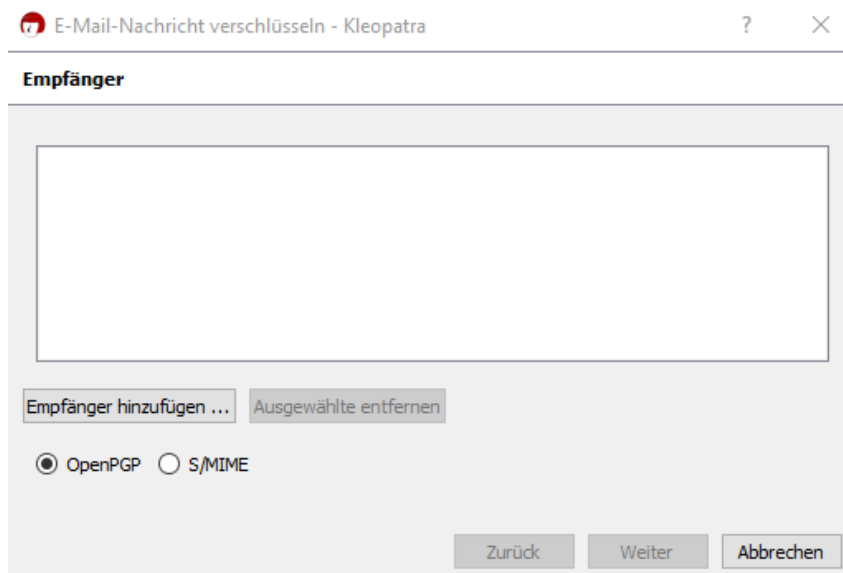 E-Mail-Nachricht verschlüsseln - Kleopatra ?
Empfänger
Empfänger hinzufügen ... Ausgewählte entfernen
OpenPGP S/MIME
Zurück Weiter Abbrechen